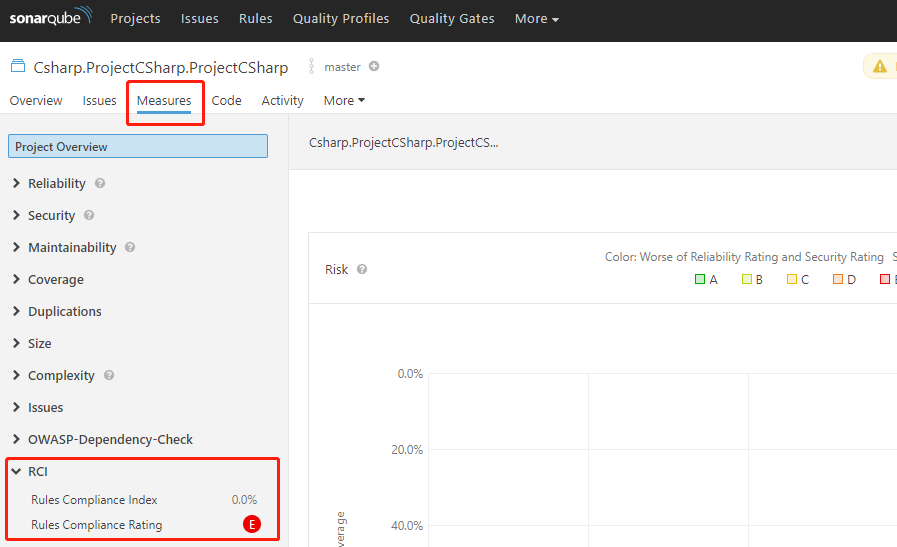 sonarqube Projects Issues Rules Quality Profiles Quality Gates More
Csharp.ProjectCSharp.ProjectCSharp master
Overview Issues Measures Code Activity More
Project Overview
Csharp.ProjectCSharp.ProjectCS...
Reliability
Security
Maintainability
Coverage
Duplications
Size
Complexity
Issues
OWASP-Dependency-Check
RCI
Rules Compliance Index 0.0%
Rules Compliance Rating E
Risk
Color: Worse of Reliability Rating and Security Rating S
A B C D E
0.0%
20.0%
40.0%
verage